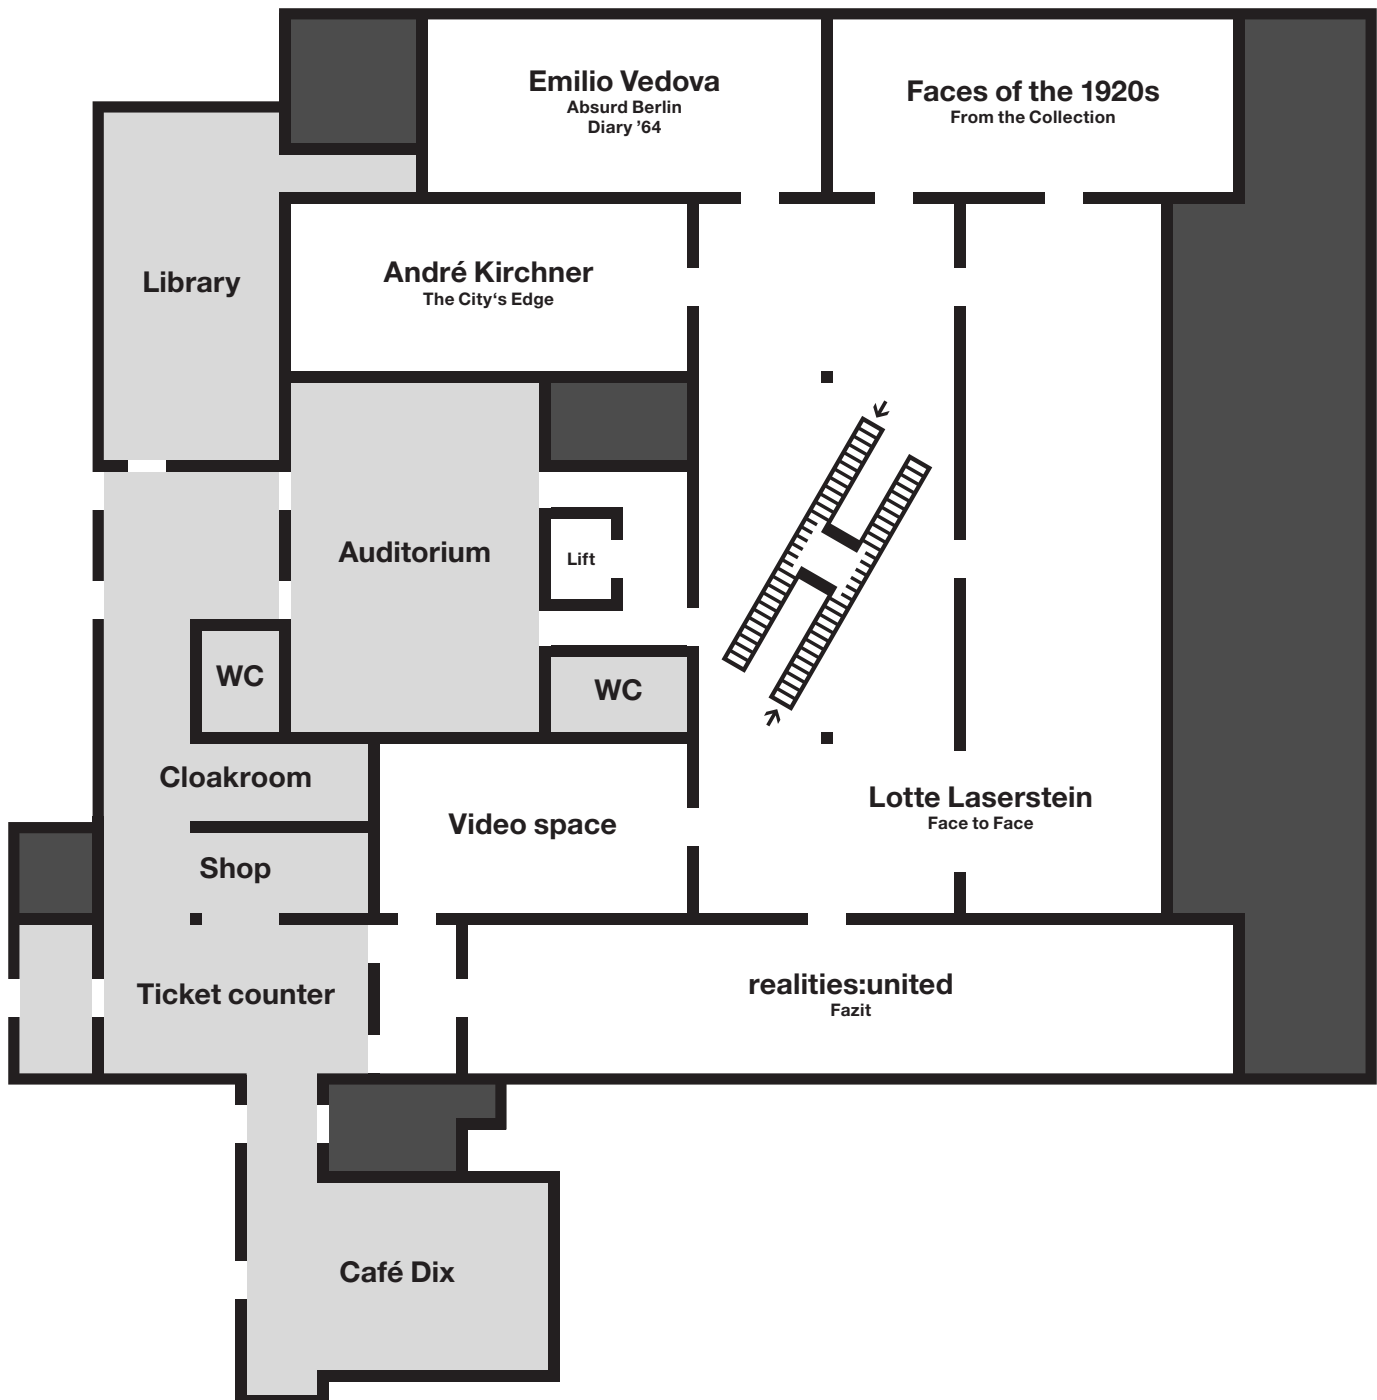 Emilio Vedova
Absurd Berlin
Diary ’64
Faces of the 1920s
From the Collection
Library
André Kirchner
The City‘s Edge
Auditorium
Lift
WC
WC
Cloakroom
Video space
Lotte Laserstein
Face to Face
Shop
Ticket counter
realities:united
Fazit
Café Dix